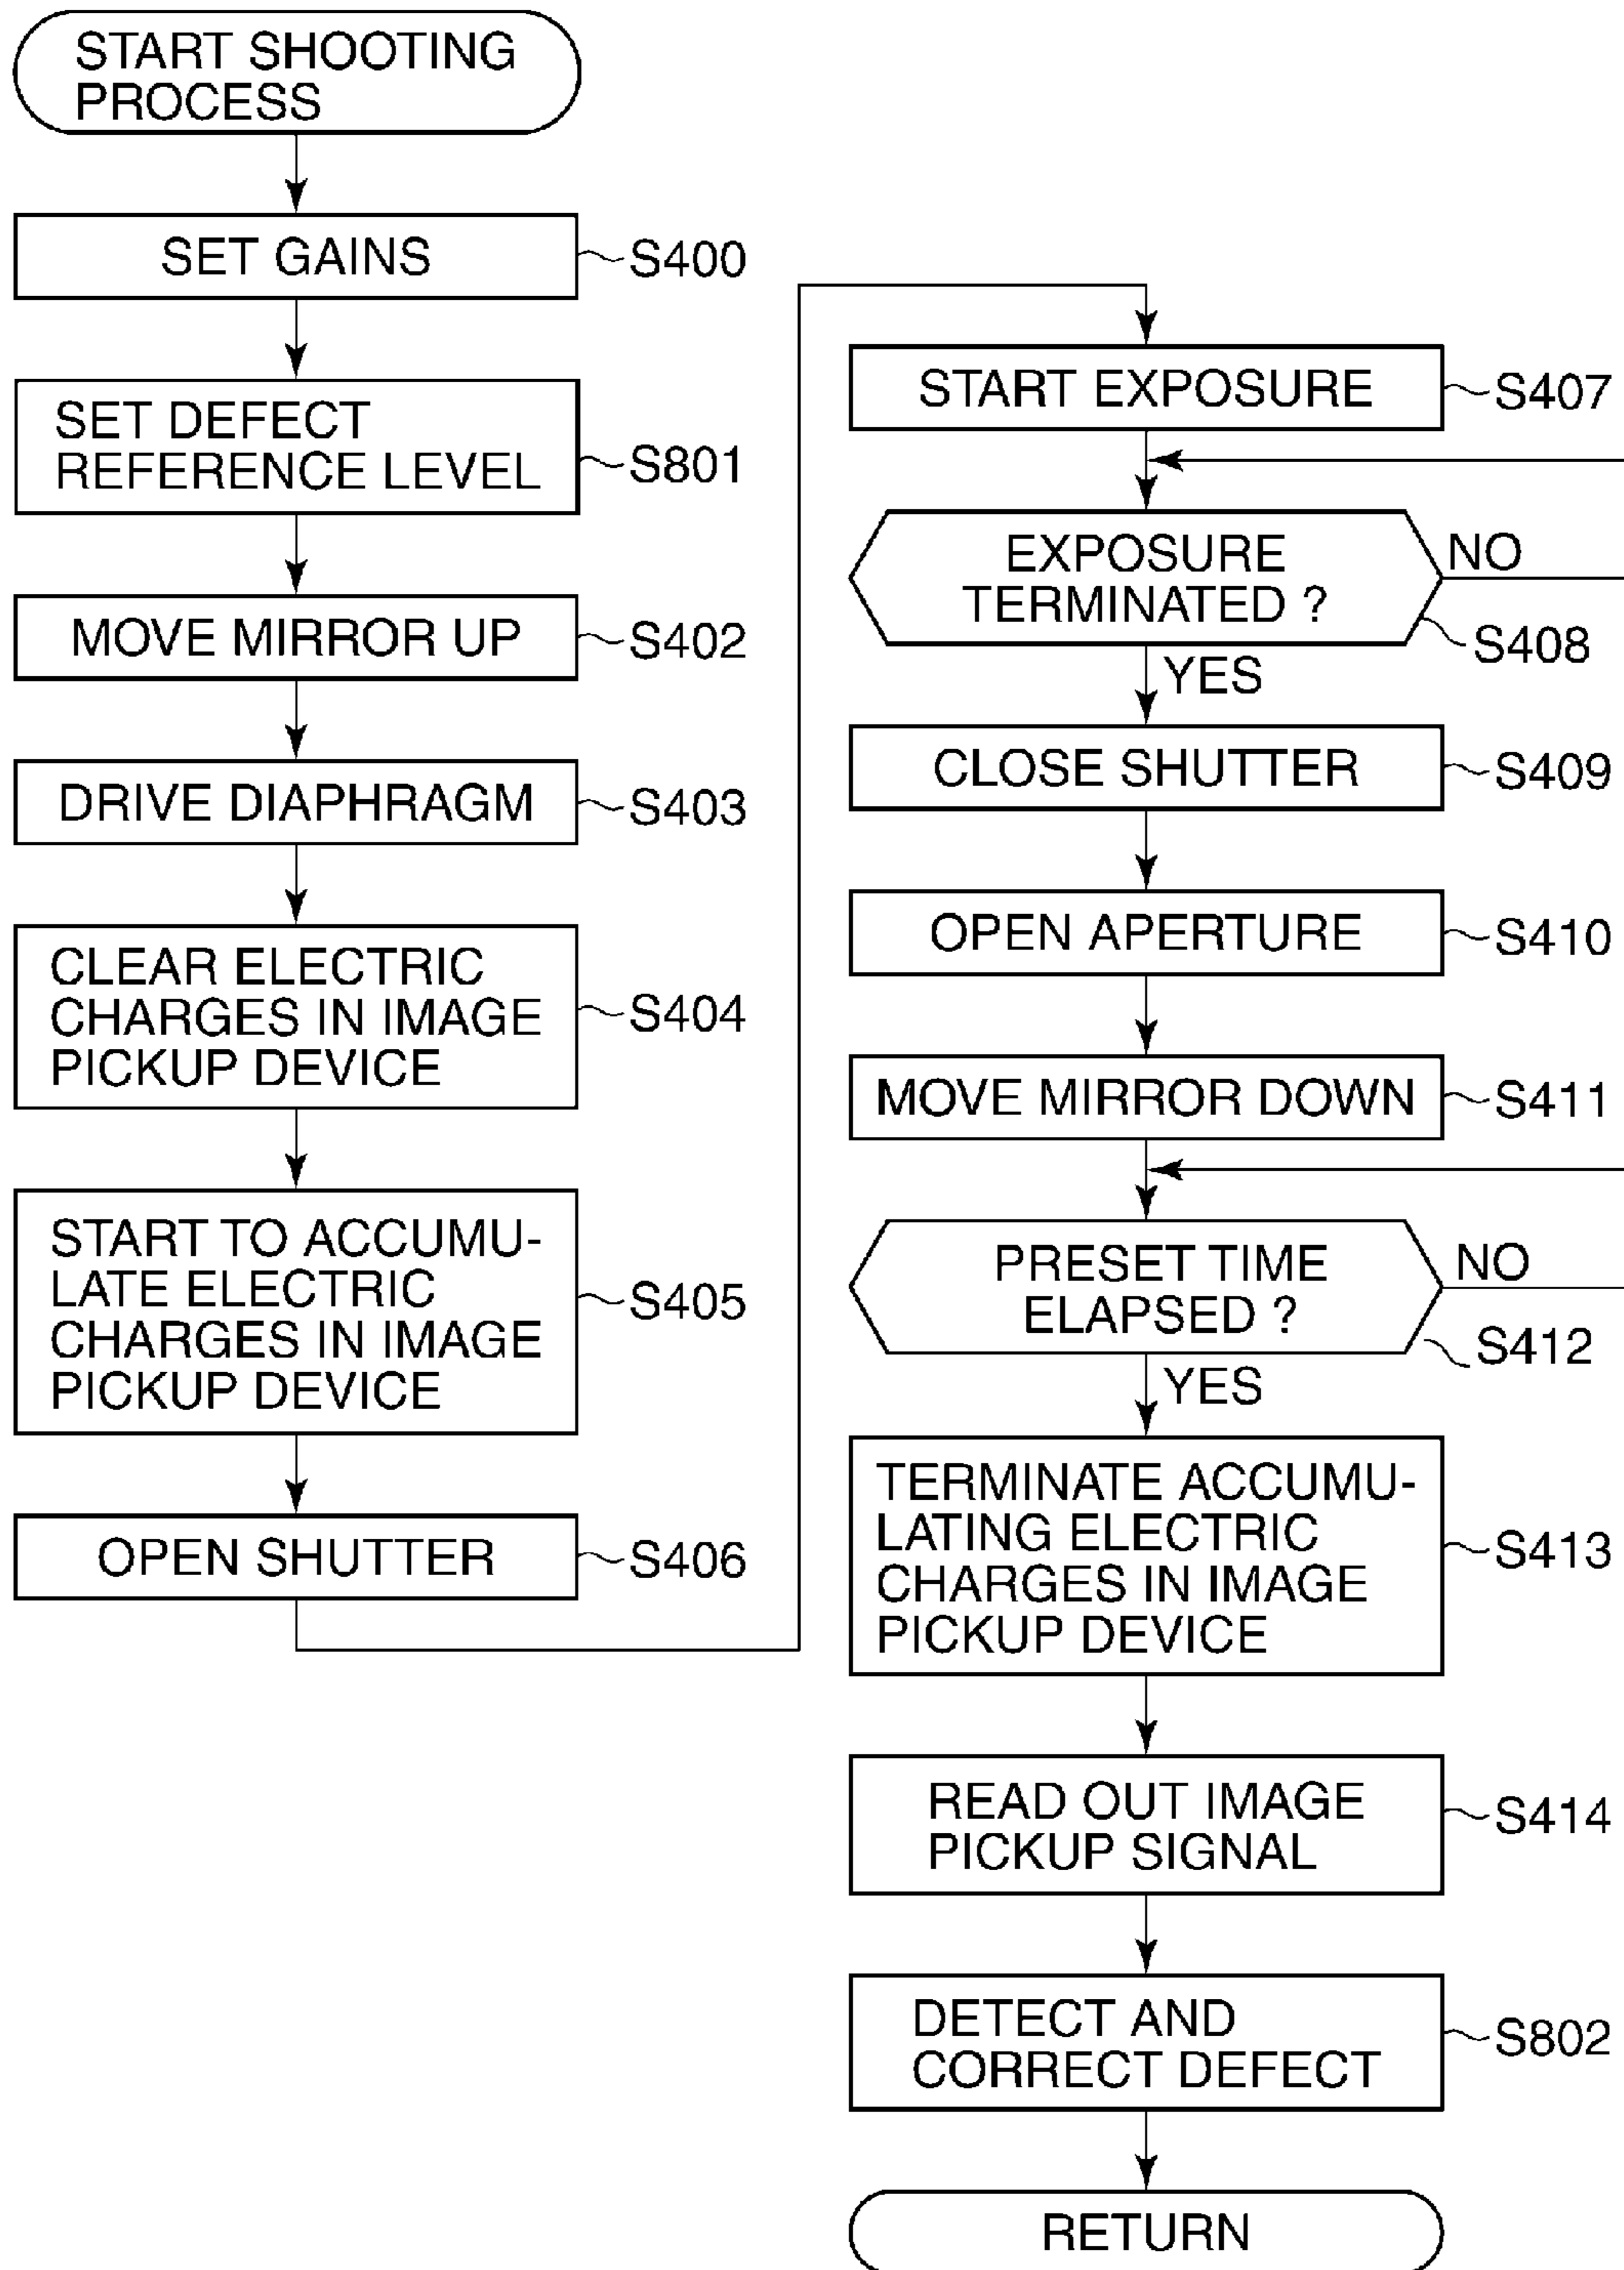 START SHOOTING
PROCESS
SET GAINS
S400
SET DEFECT
REFERENCE LEVEL
S801
MOVE MIRROR UP
S402
DRIVE DIAPHRAGM
S403
CLEAR ELECTRIC
CHARGES IN IMAGE
PICKUP DEVICE
S404
START TO ACCUMU-
LATE ELECTRIC
CHARGES IN IMAGE
PICKUP DEVICE
S405
OPEN SHUTTER
S406
START EXPOSURE
S407
EXPOSURE
TERMINATED ?
NO
S408
YES
CLOSE SHUTTER
S409
OPEN APERTURE
S410
MOVE MIRROR DOWN
S411
PRESET TIME
ELAPSED ?
NO
S412
YES
TERMINATE ACCUMU-
LATING ELECTRIC
CHARGES IN IMAGE
PICKUP DEVICE
S413
READ OUT IMAGE
PICKUP SIGNAL
S414
DETECT AND
CORRECT DEFECT
S802
RETURN